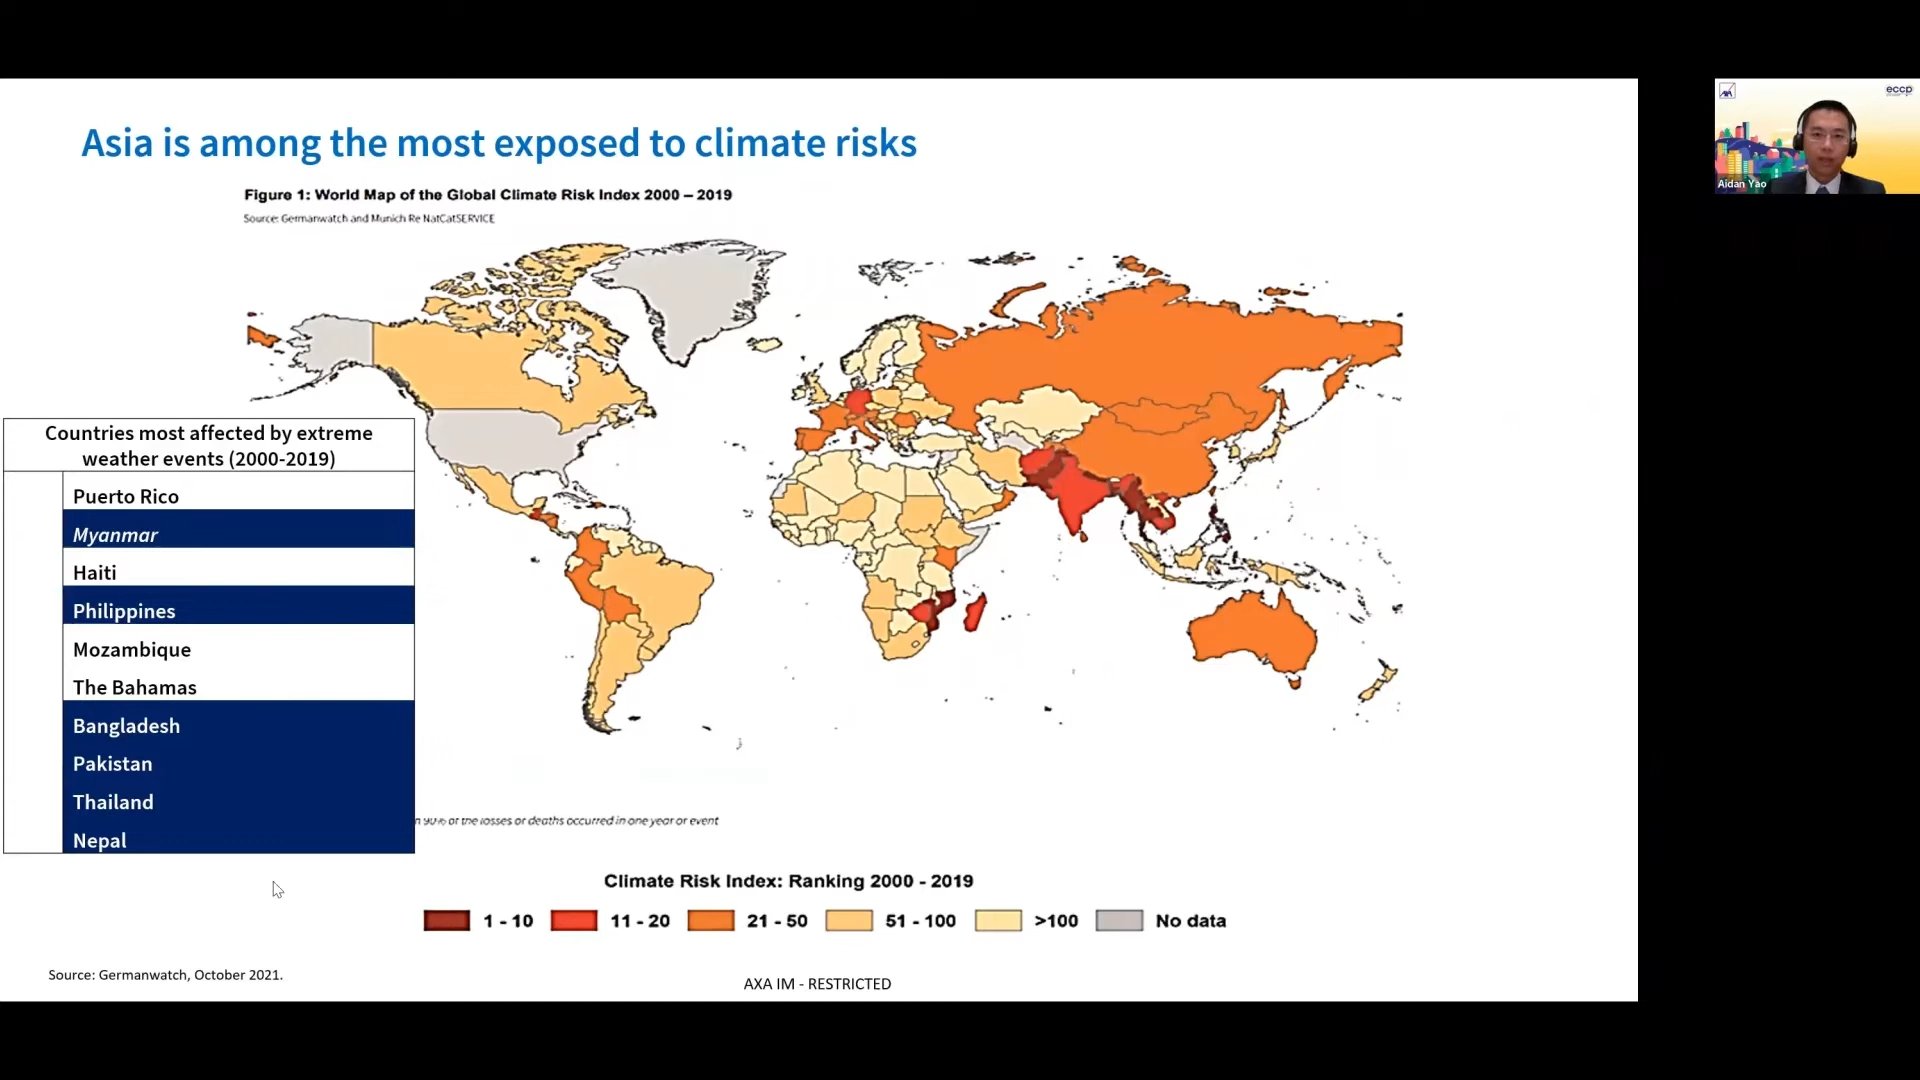 Asia is among the most exposed to climate risks
Figure 1: World Map of the Global Climate Risk Index 2000 – 2019
Source: Germanwatch and Munich Re NatCatSERVICE
Countries most affected by extreme
weather events (2000-2019)
Puerto Rico
Myanmar
Haiti
Philippines
Mozambique
The Bahamas
Bangladesh
Pakistan
Thailand
Nepal
90% of the losses or deaths occurred in one year or event
Climate Risk Index: Ranking 2000 - 2019
1 - 10 11 - 20 21 - 50 51 - 100 >100 No data
Source: Germanwatch, October 2021.
AXA IM - RESTRICTED
AXA
eccp
Aidan Yao